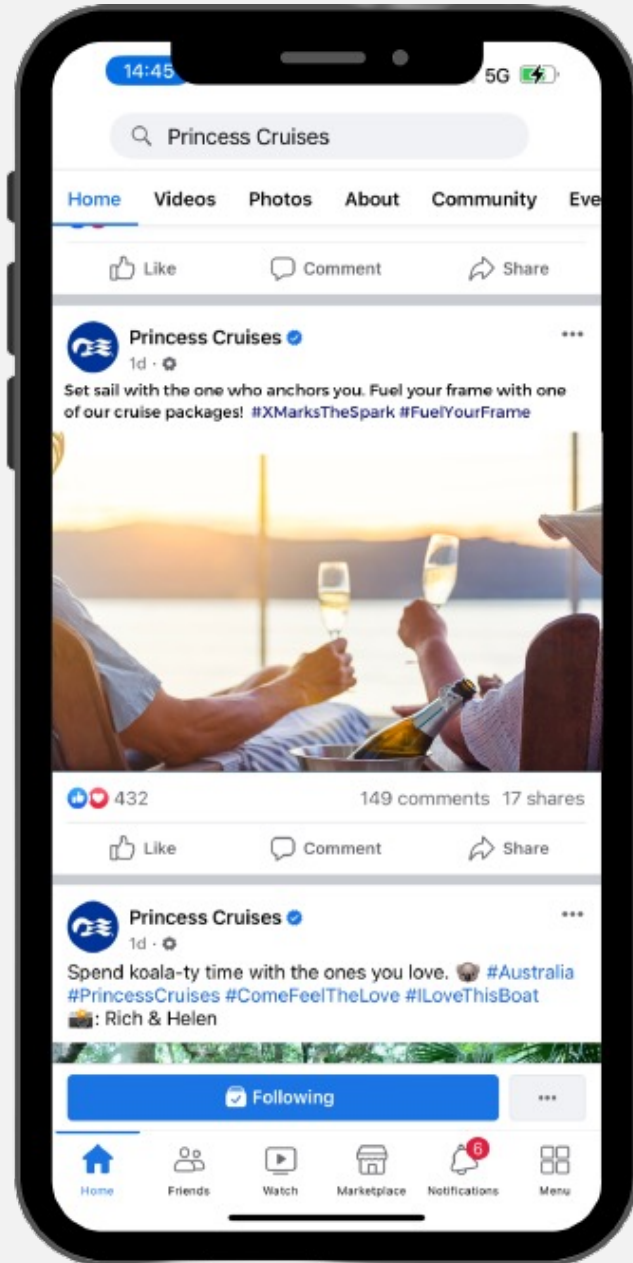 14:45
5G
Princess Cruises
Home Videos Photos About Community Eve
Like Comment Share
Princess Cruises
1d ·
Set sail with the one who anchors you. Fuel your frame with one
of our cruise packages! #XMarksTheSpark #FuelYourFrame
432 149 comments 17 shares
Like Comment Share
Princess Cruises
1d ·
Spend koala-ty time with the ones you love. 🐨 #Australia
#PrincessCruises #ComeFeelTheLove #ILoveThisBoat
📸: Rich & Helen
Following
6
Home Friends Watch Marketplace Notifications Menu